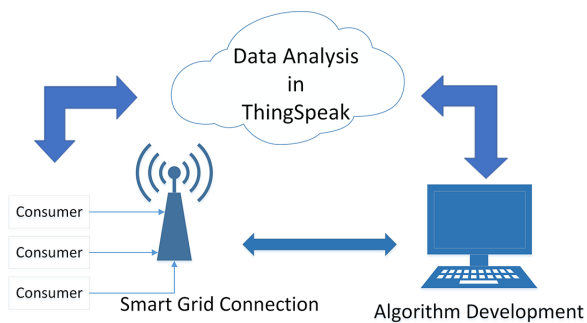 Data Analysis
in
ThingSpeak
Consumer
Consumer
Consumer
Smart Grid Connection
Algorithm Development